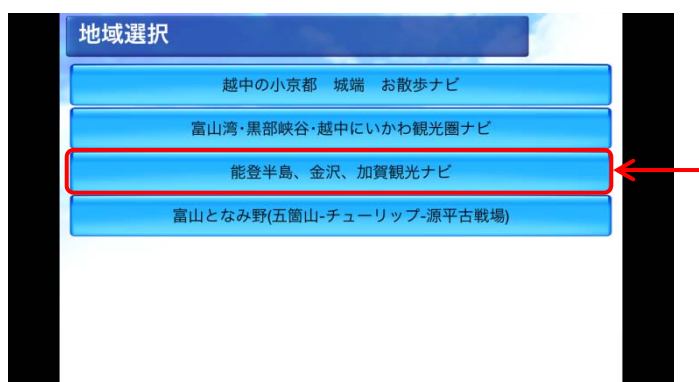 地域選択
越中の小京都　城端　お散歩ナビ
富山湾･黒部峡谷･越中にいかわ観光圏ナビ
能登半島、金沢、加賀観光ナビ
富山となみ野(五箇山-チューリップ-源平古戦場)